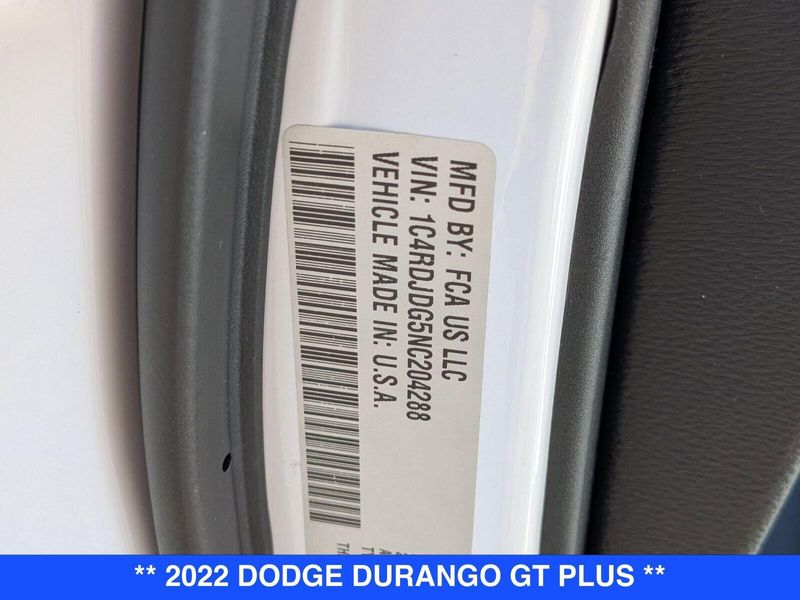 MFD BY: FCA US LLC
VIN: 1C4RDJDG5NC204288
VEHICLE MADE IN: U.S.A.
** 2022 DODGE DURANGO GT PLUS **